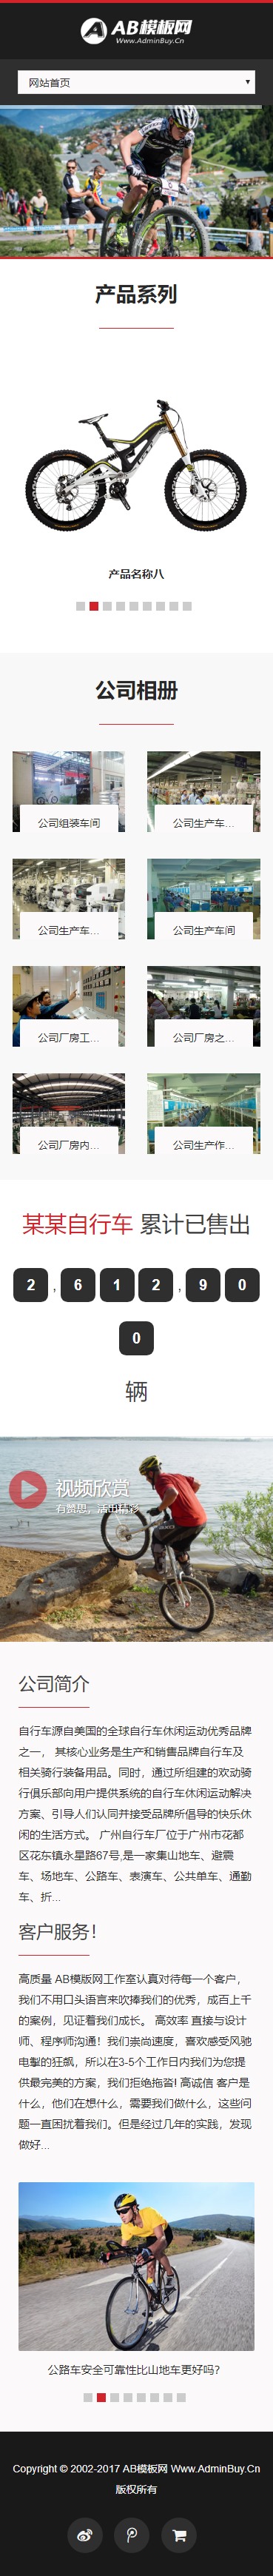 AB模板网
Www.AdminBuy.Cn
网站首页
产品系列
产品名称八
公司相册
公司组装车间
公司生产车...
公司生产车...
公司生产车间
公司厂房工...
公司厂房之...
公司厂房内...
公司生产作...
某某自行车 累计已售出
2 , 6 1 2 , 9 0
0
辆
视频欣赏
有赞思，活出精彩
公司简介
自行车源自美国的全球自行车休闲运动优秀品牌
之一， 其核心业务是生产和销售品牌自行车及
相关骑行装备用品。同时，通过所组建的欢动骑
行俱乐部向用户提供系统的自行车休闲运动解决
方案、引导人们认同并接受品牌所倡导的快乐休
闲的生活方式。 广州自行车厂位于广州市花都
区花东镇永星路67号,是一家集山地车、避震
车、场地车、公路车、表演车、公共单车、通勤
车、折...
客户服务!
高质量 AB模版网工作室认真对待每一个客户，
我们不用口头语言来吹捧我们的优秀，成百上千
的案例，见证着我们成长。 高效率 直接与设计
师、程序师沟通！我们崇尚速度，喜欢感受风驰
电掣的狂飙，所以在3-5个工作日内我们为您提
供最完美的方案，我们拒绝拖沓! 高诚信 客户是
什么，他们在想什么，需要我们做什么，这些问
题一直困扰着我们。但是经过几年的实践，发现
做好...
公路车安全可靠性比山地车更好吗?
Copyright © 2002-2017 AB模板网 Www.AdminBuy.Cn
版权所有